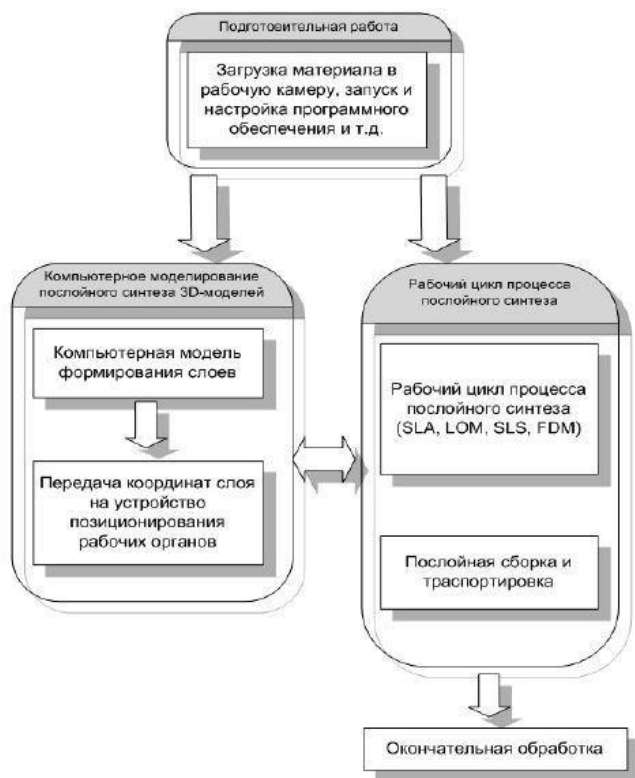 Подготовительная работа
Загрузка материала в
рабочую камеру, запуск и
настройка программного
обеспечения и т.д.
Компьютерное моделирование
послойного синтеза 3D-моделей
Компьютерная модель
формирования слоев
Передача координат слоя
на устройство
позиционирования
рабочих органов
Рабочий цикл процесса
послойного синтеза
Рабочий цикл процесса
послойного синтеза
(SLA, LOM, SLS, FDM)
Послойная сборка и
траспортировка
Окончательная обработка